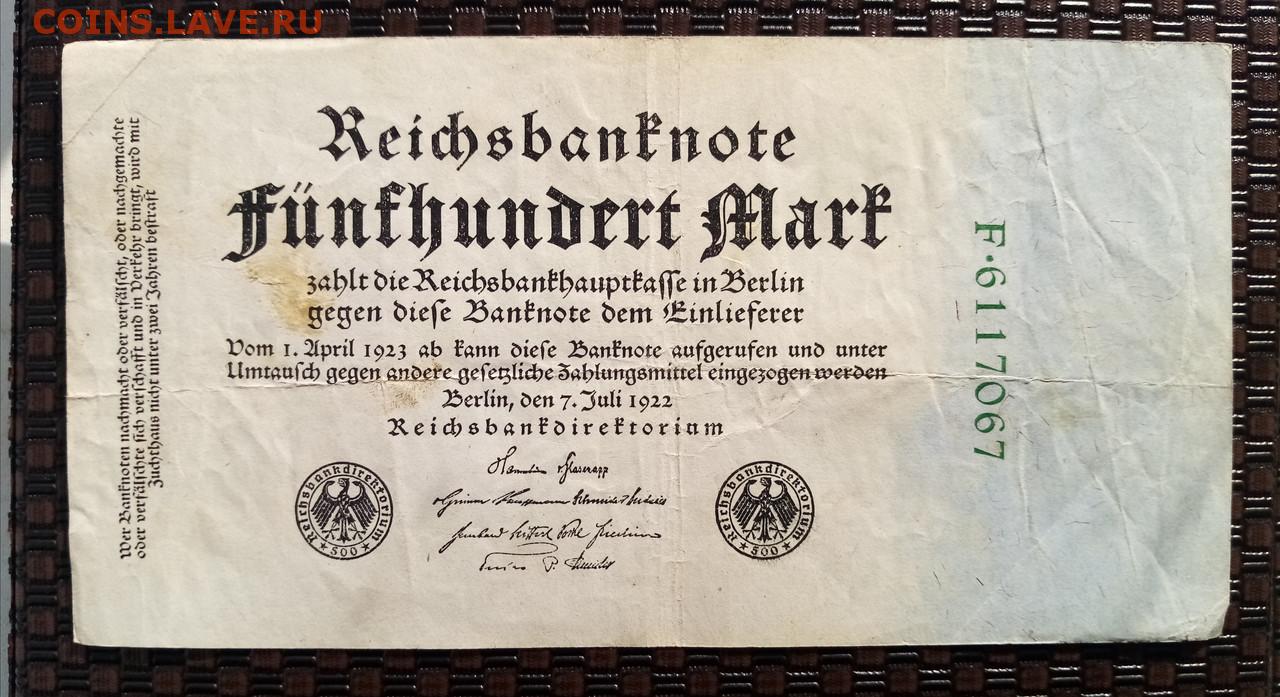 COINS.LAVE.RU
Reichsbanknote
Fünfhundert Mark
zahlt die Reichsbankhauptkasse in Berlin
gegen diese Banknote dem Einlieferer
Vom 1. April 1923 ab kann diese Banknote aufgerufen und unter
Umtausch gegen andere gesetzliche Zahlungsmittel eingezogen werden
Berlin, den 7. Juli 1922
Reichsbankdirektorium
Reichsbankdirektorium
* 500 *
Reichsbankdirektorium
* 500 *
Wer Banknoten nachmacht oder verfälscht, oder nachgemachte
oder verfälschte sich verschafft und in Verkehr bringt, wird mit
Zuchthaus nicht unter zwei Jahren bestraft
F·6117067